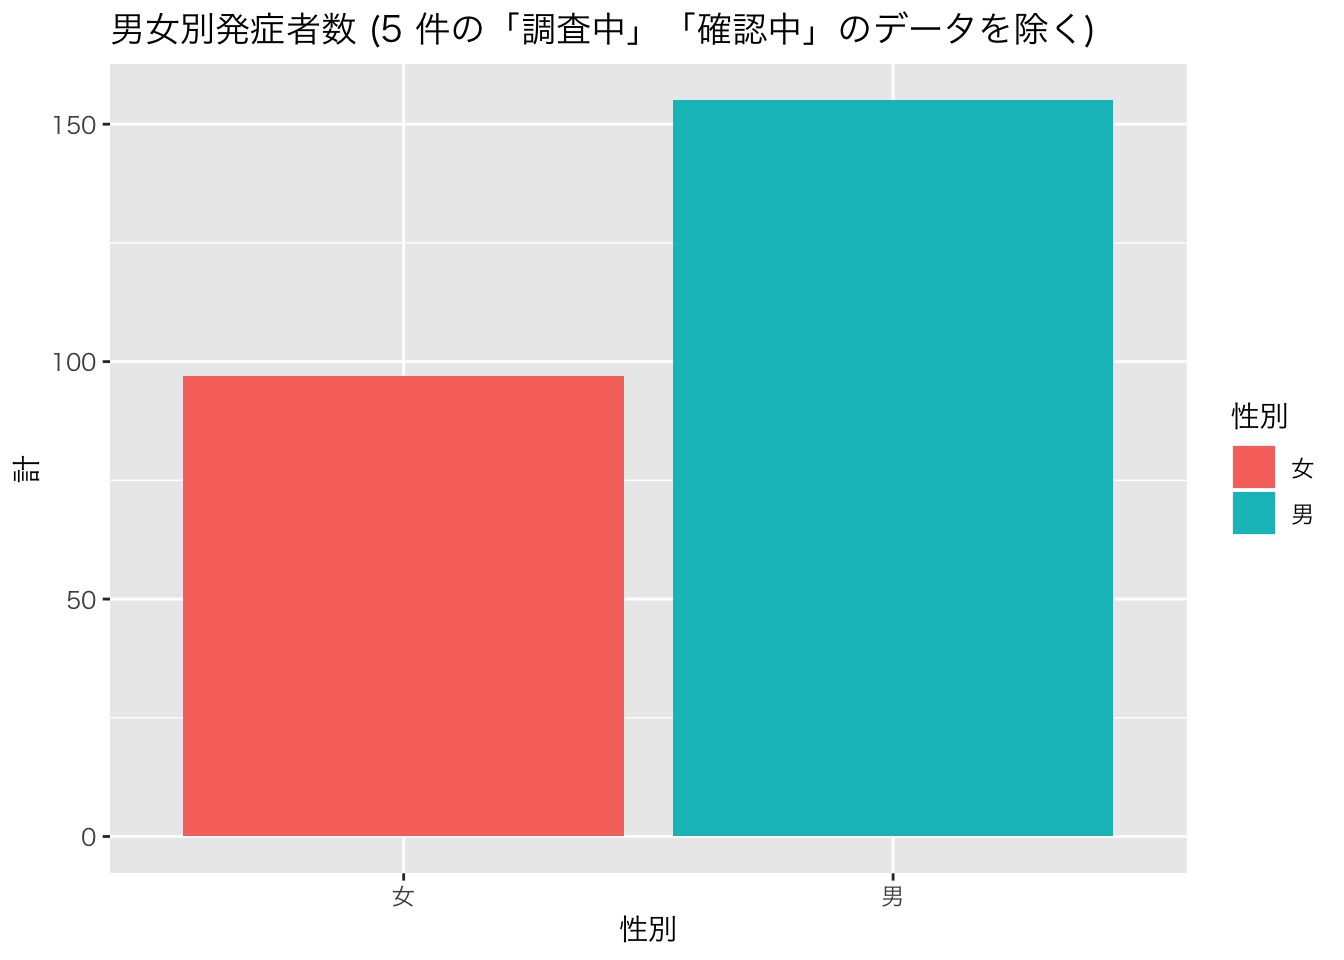 男女別発症者数 (5 件の「調査中」「確認中」のデータを除く)
150
100
50
0
計
女
男
性別
性別
女
男